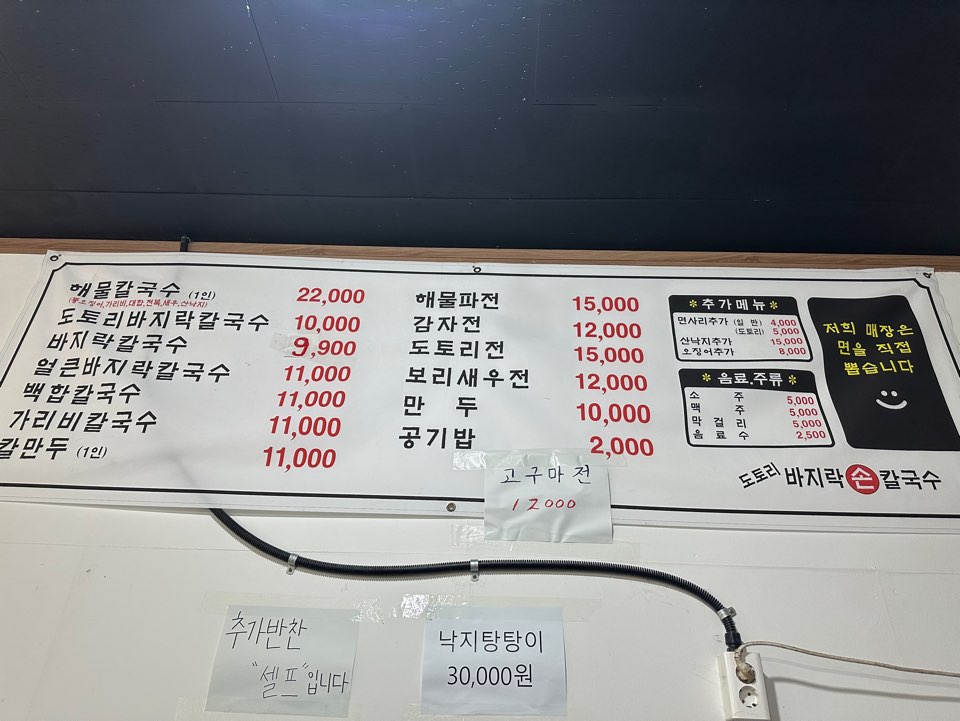 해물칼국수 (1인) 22,000
도토리바지락칼국수 10,000
바지락칼국수 9,900
얼큰바지락칼국수 11,000
백합칼국수 11,000
가리비칼국수 11,000
칼만두 (1인) 11,000
해물파전 15,000
감자전 12,000
도토리전 15,000
보리새우전 12,000
만두 10,000
공기밥 2,000
고구마전
12000
추가메뉴
면사리추가 (일반) 4,000
(도토리) 5,000
산낙지추가 15,000
오징어추가 8,000
음료.주류
소주 5,000
맥주 5,000
막걸리 5,000
음료수 2,500
저희 매장은
면을 직접
뽑습니다
도토리 바지락 손 칼국수
추가반찬
"셀프"입니다
낙지탕탕이
30,000원